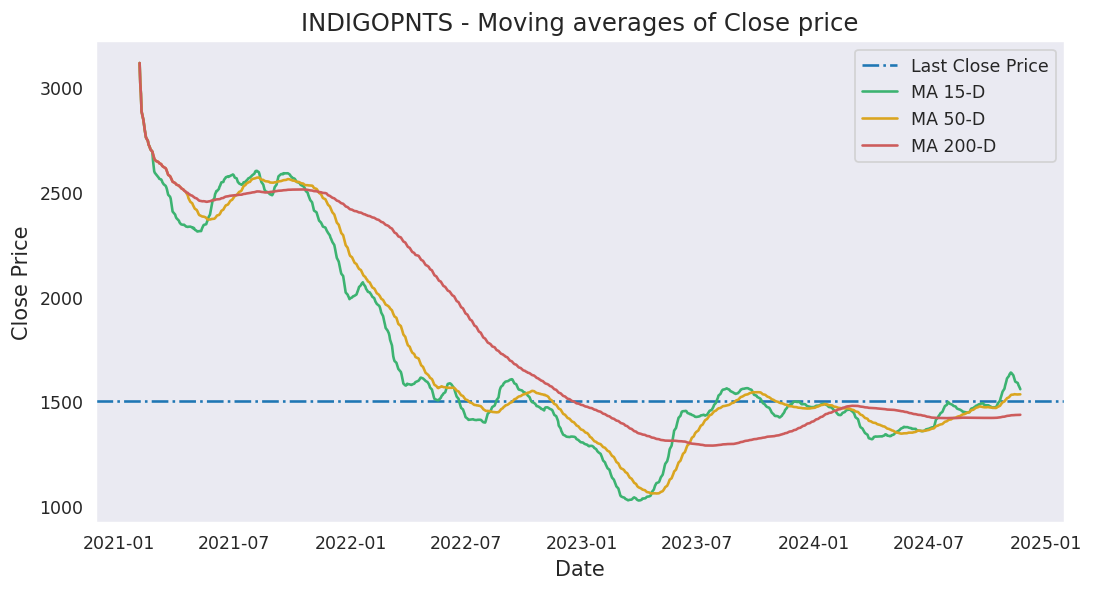 INDIGOPNTS - Moving averages of Close price
Last Close Price
MA 15-D
MA 50-D
MA 200-D
Close Price
3000
2500
2000
1500
1000
2021-01 2021-07 2022-01 2022-07 2023-01 2023-07 2024-01 2024-07 2025-01
Date